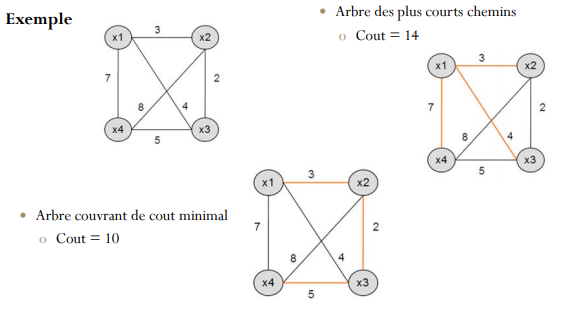 Exemple
x1
3
x2
7
8
4
2
x4
5
x3
• Arbre des plus courts chemins
o Cout = 14
x1
3
x2
7
8
4
2
x4
5
x3
• Arbre couvrant de cout minimal
o Cout = 10
x1
3
x2
7
8
4
2
x4
5
x3